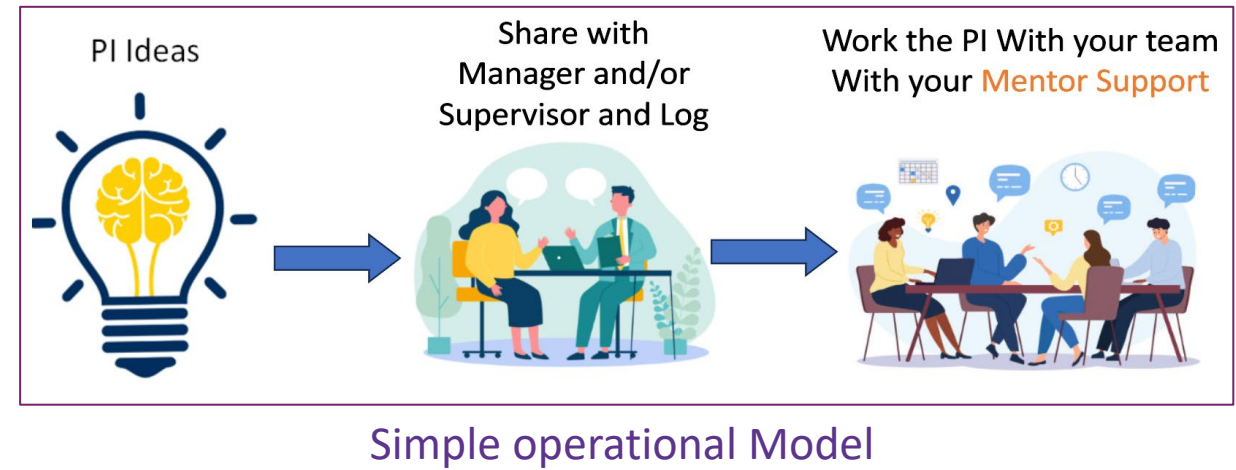 PI Ideas
Share with
Manager and/or
Supervisor and Log
Work the PI With your team
With your Mentor Support
Simple operational Model